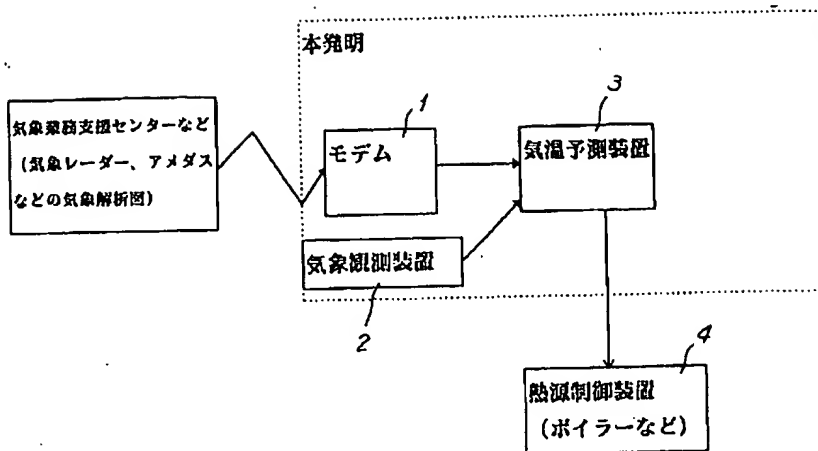 本発明
気象業務支援センターなど
（気象レーダー、アメダス
などの気象解析図）
1
モデム
3
気温予測装置
気象観測装置
2
4
熱源制御装置
（ボイラーなど）